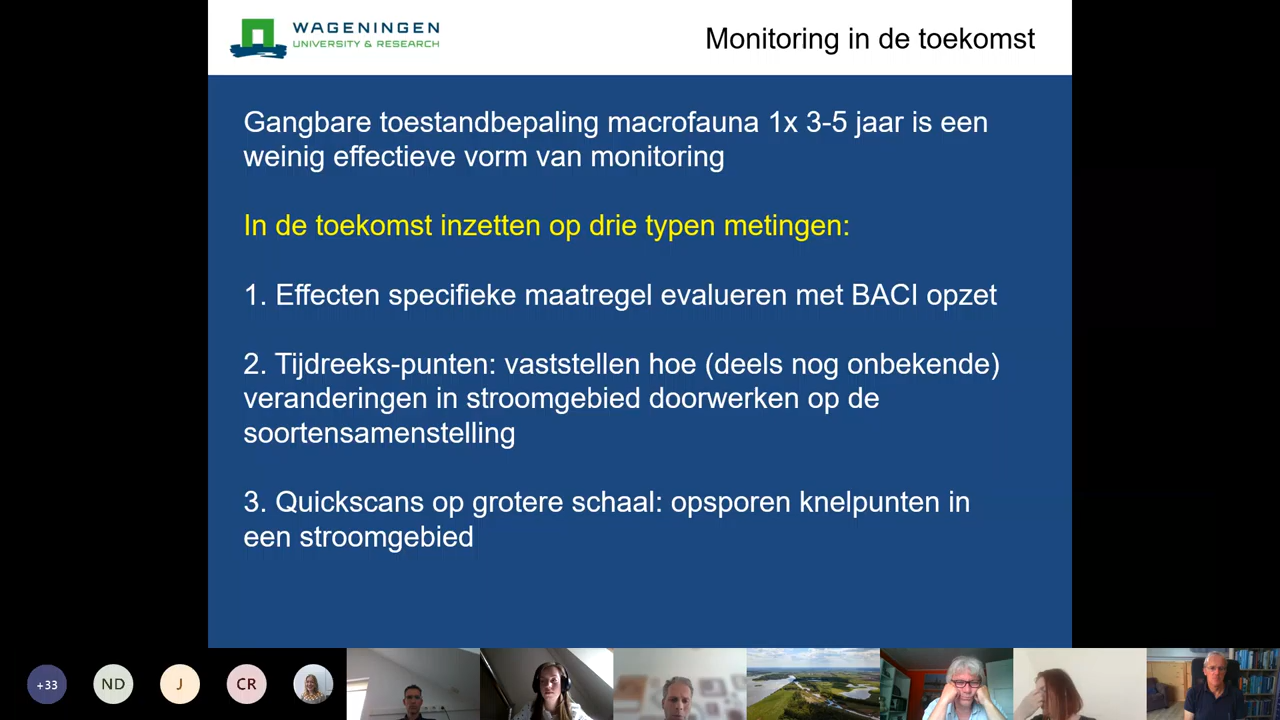 WAGENINGEN
UNIVERSITY & RESEARCH
Monitoring in de toekomst
Gangbare toestandbepaling macrofauna 1x 3-5 jaar is een
weinig effectieve vorm van monitoring
In de toekomst inzetten op drie typen metingen:
1. Effecten specifieke maatregel evalueren met BACI opzet
2. Tijdreeks-punten: vaststellen hoe (deels nog onbekende)
veranderingen in stroomgebied doorwerken op de
soortensamenstelling
3. Quickscans op grotere schaal: opsporen knelpunten in
een stroomgebied
+33
ND
J
CR